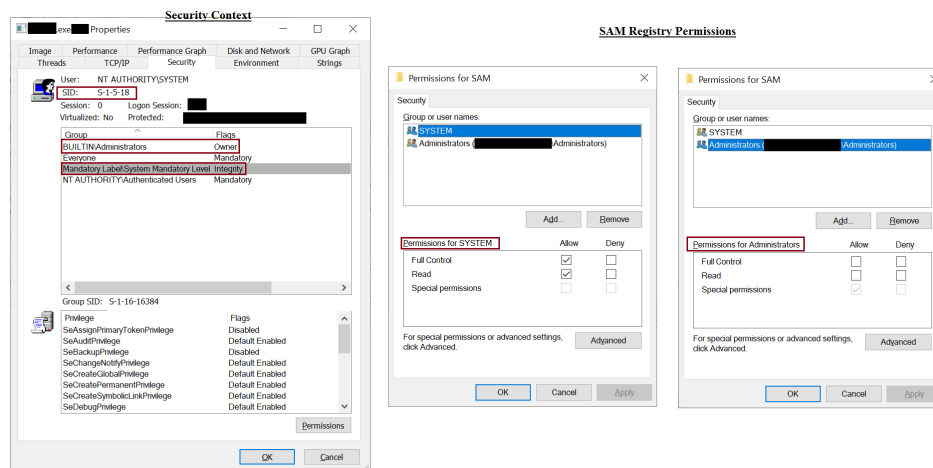 Security Context
.exe Properties
Image Performance Performance Graph Disk and Network GPU Graph
Threads TCP/IP Security Environment Strings
User: NT AUTHORITY\SYSTEM
SID: S-1-5-18
Session: 0 Logon Session:
Virtualized: No Protected:
Group Flags
BUILTIN\Administrators Owner
Everyone Mandatory
Mandatory Label\System Mandatory Level Integrity
NT AUTHORITY\Authenticated Users Mandatory
Group SID: S-1-16-16384
Privilege Flags
SeAssignPrimaryTokenPrivilege Disabled
SeAuditPrivilege Default Enabled
SeBackupPrivilege Disabled
SeChangeNotifyPrivilege Default Enabled
SeCreateGlobalPrivilege Default Enabled
SeCreatePermanentPrivilege Default Enabled
SeCreateSymbolicLinkPrivilege Default Enabled
SeDebugPrivilege Default Enabled
Permissions
OK Cancel
SAM Registry Permissions
Permissions for SAM
Security
Group or user names:
SYSTEM
Administrators ( \Administrators)
Add... Remove
Permissions for SYSTEM Allow Deny
Full Control
Read
Special permissions
For special permissions or advanced settings,
click Advanced.
Advanced
OK Cancel Apply
Permissions for SAM
Security
Group or user names:
SYSTEM
Administrators ( \Administrators)
Add... Remove
Permissions for Administrators Allow Deny
Full Control
Read
Special permissions
For special permissions or advanced settings,
click Advanced.
Advanced
OK Cancel Apply